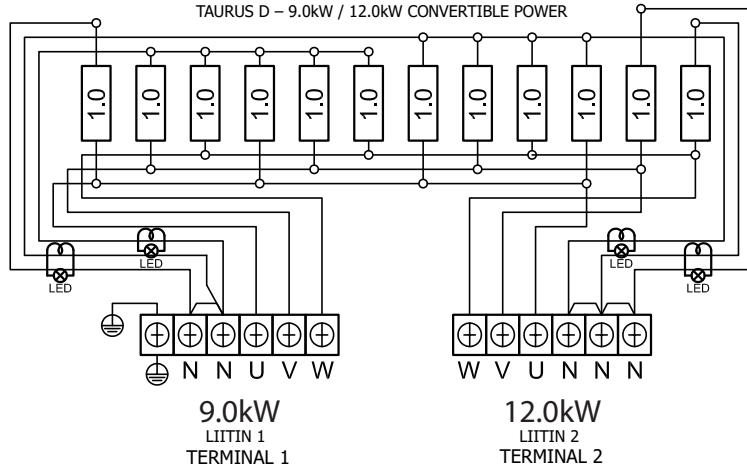 TAURUS D – 9.0kW / 12.0kW CONVERTIBLE POWER
1.0 1.0 1.0 1.0 1.0 1.0 1.0 1.0 1.0 1.0 1.0 1.0
LED LED LED LED
N N U V W W V U N N N
9.0kW 12.0kW
LIITIN 1 LIITIN 2
TERMINAL 1 TERMINAL 2